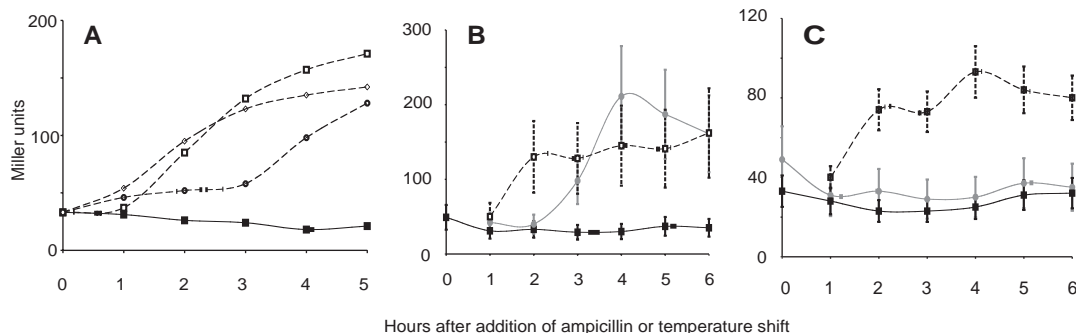 A
B
C
Miller units
200
100
0
0 1 2 3 4 5
300
200
100
0
0 1 2 3 4 5 6
120
80
40
0
0 1 2 3 4 5 6
Hours after addition of ampicillin or temperature shift